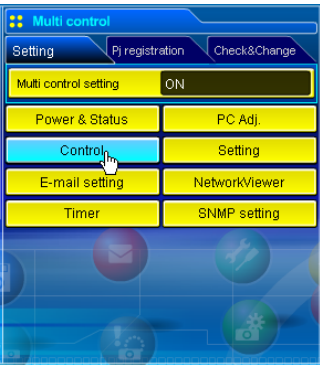 Multi control
Setting Pj registration Check&Change
Multi control setting ON
Power & Status PC Adj.
Control Setting
E-mail setting NetworkViewer
Timer SNMP setting